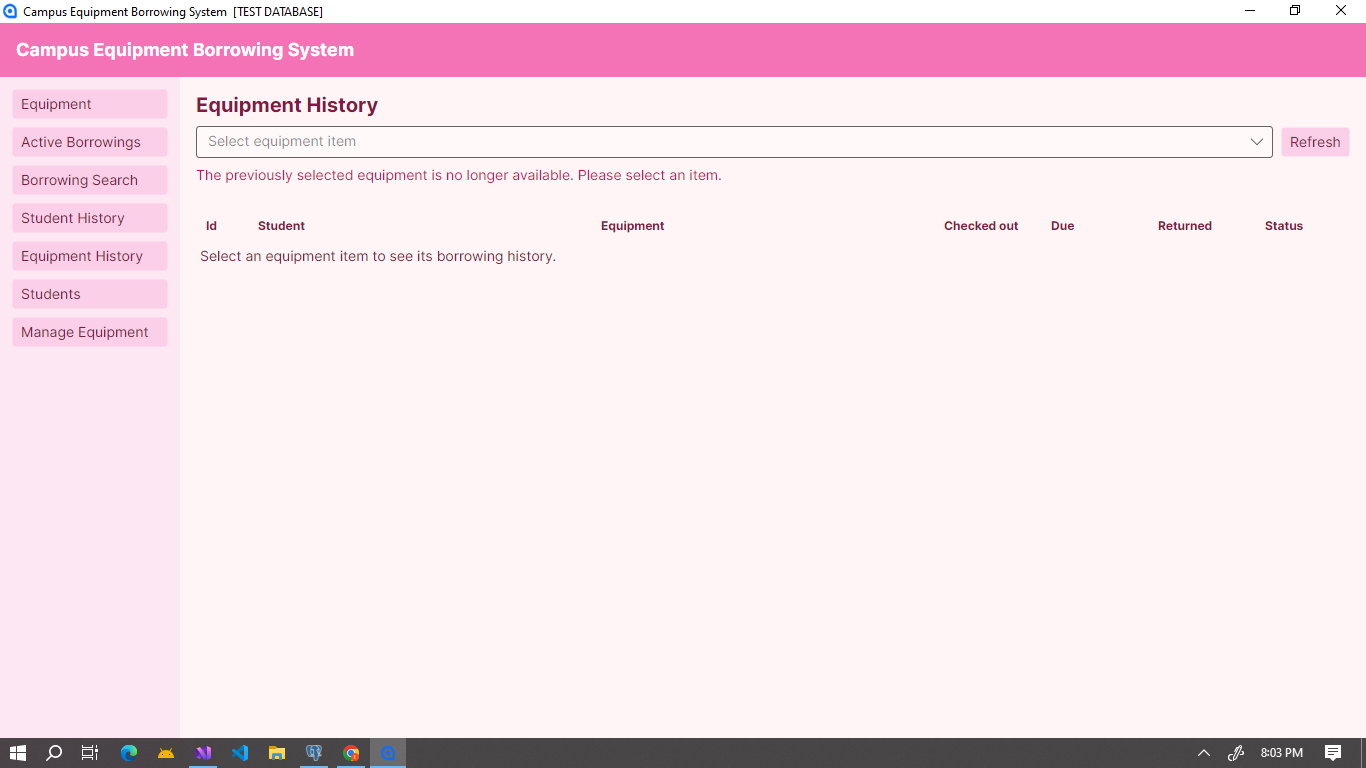 Campus Equipment Borrowing System [TEST DATABASE]
Campus Equipment Borrowing System
Equipment
Active Borrowings
Borrowing Search
Student History
Equipment History
Students
Manage Equipment
Equipment History
Select equipment item
Refresh
The previously selected equipment is no longer available. Please select an item.
Id Student Equipment Checked out Due Returned Status
Select an equipment item to see its borrowing history.
8:03 PM